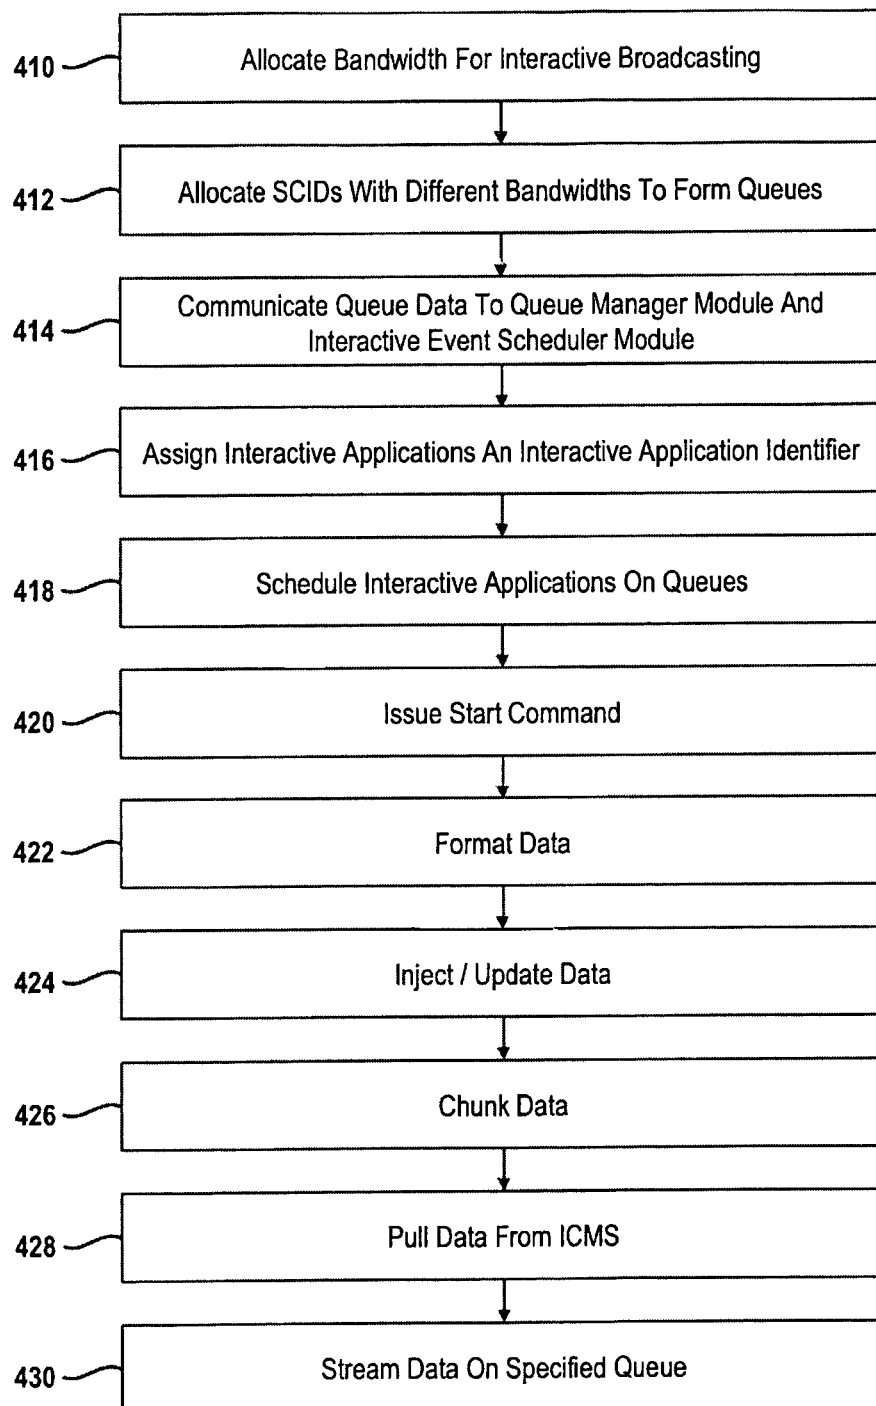 410 Allocate Bandwidth For Interactive Broadcasting
412 Allocate SCIDs With Different Bandwidths To Form Queues
414 Communicate Queue Data To Queue Manager Module And
Interactive Event Scheduler Module
416 Assign Interactive Applications An Interactive Application Identifier
418 Schedule Interactive Applications On Queues
420 Issue Start Command
422 Format Data
424 Inject / Update Data
426 Chunk Data
428 Pull Data From ICMS
430 Stream Data On Specified Queue